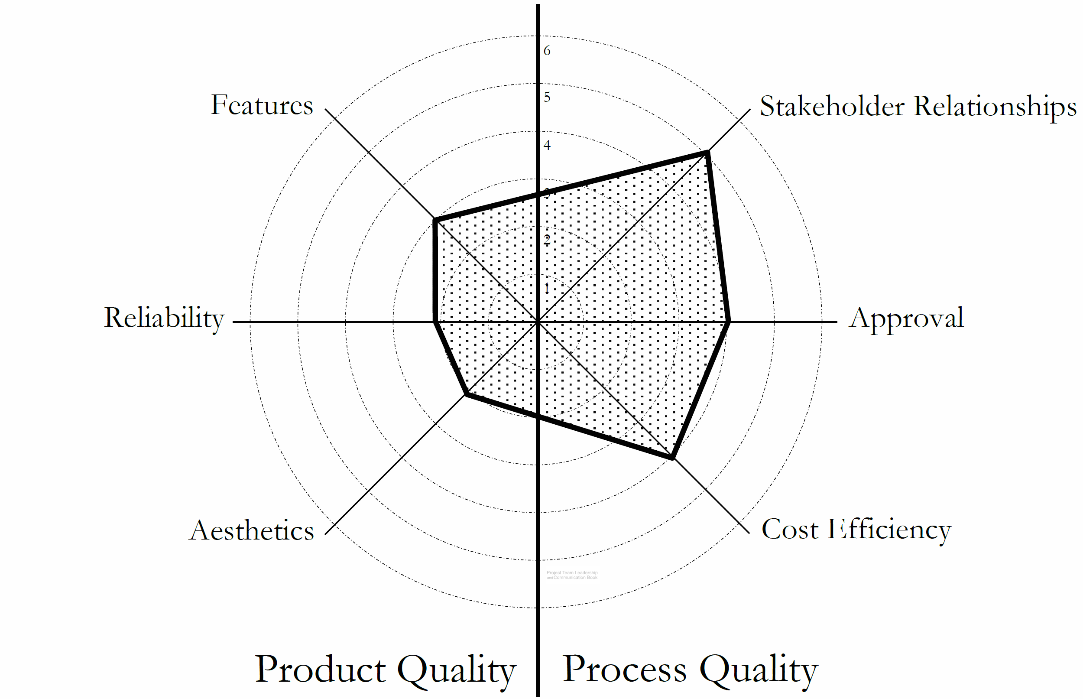 6
5
4
3
2
1
Features
Stakeholder Relationships
Reliability
Approval
Aesthetics
Cost Efficiency
Product Quality
Process Quality